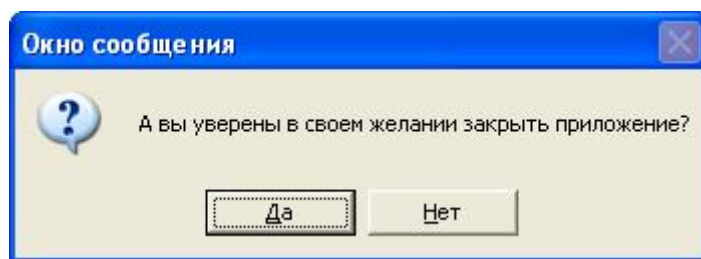 Окно сообщения
А вы уверены в своем желании закрыть приложение?
Да
Нет